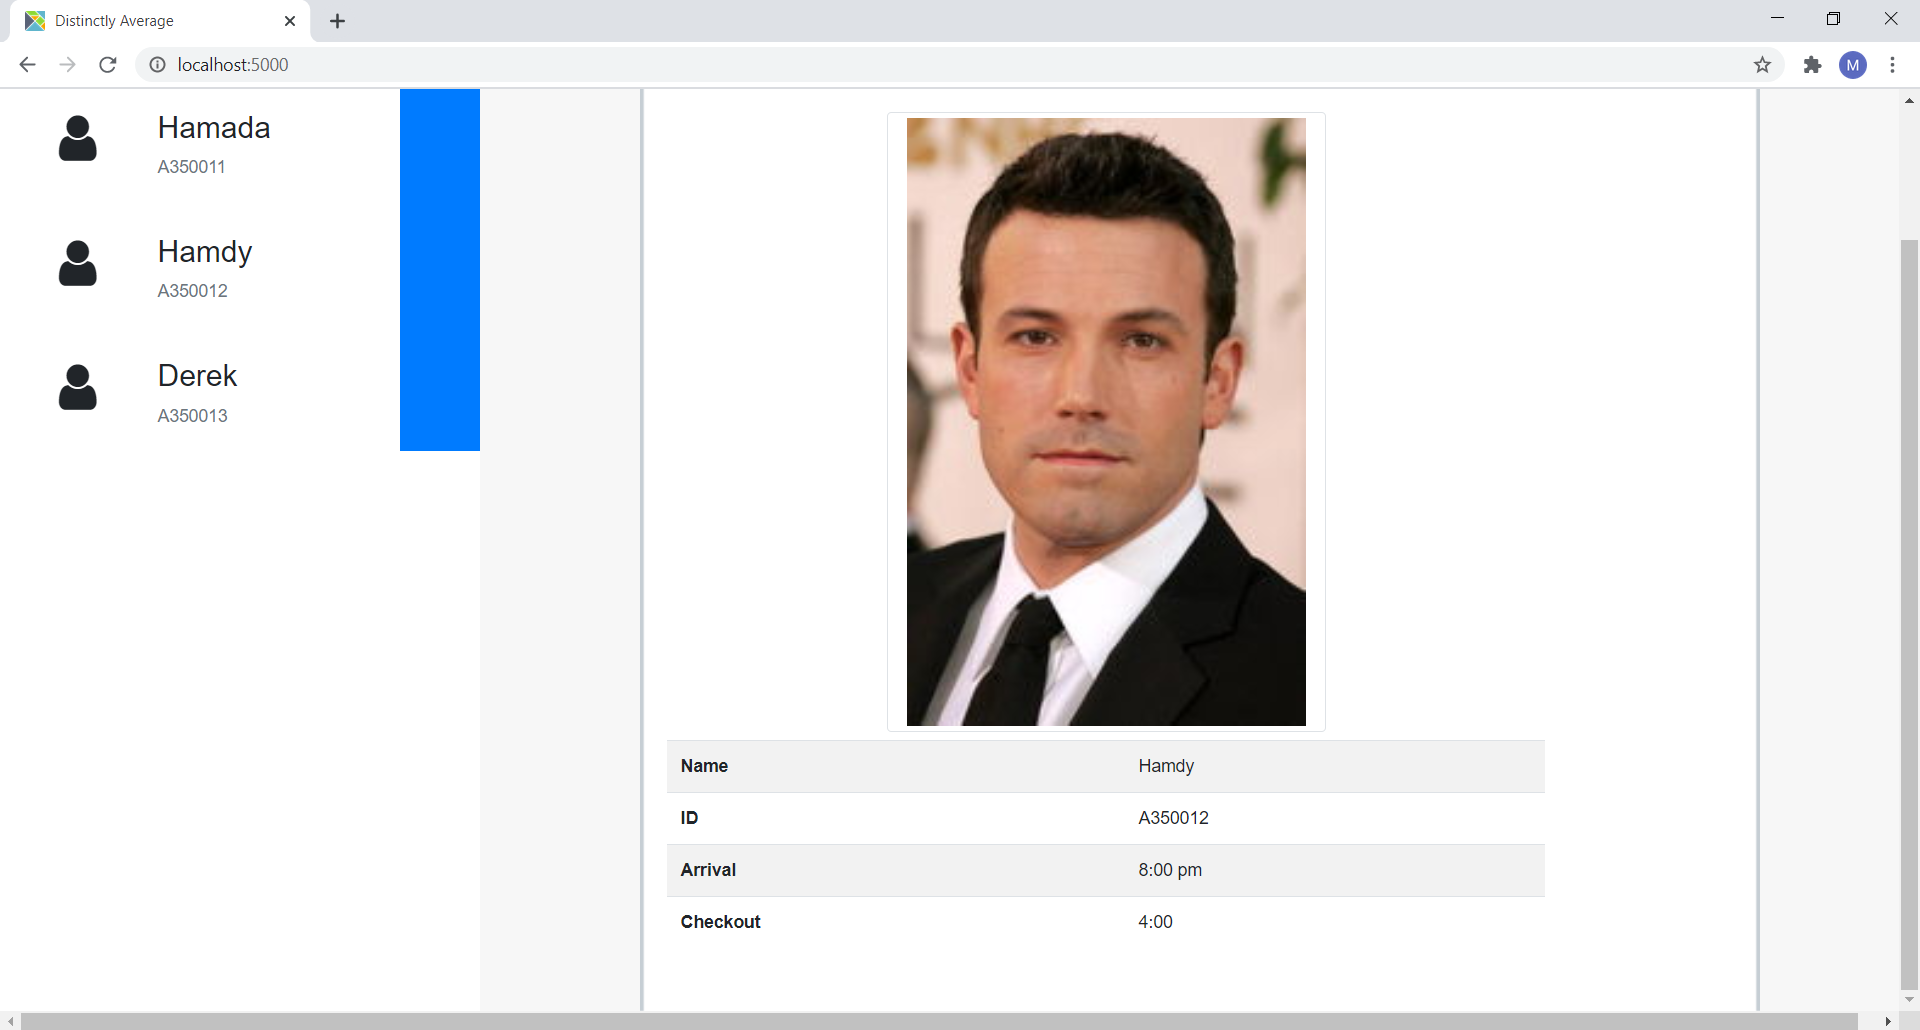 Distinctly Average
localhost:5000
M
Hamada
A350011
Hamdy
A350012
Derek
A350013
Name Hamdy
ID A350012
Arrival 8:00 pm
Checkout 4:00